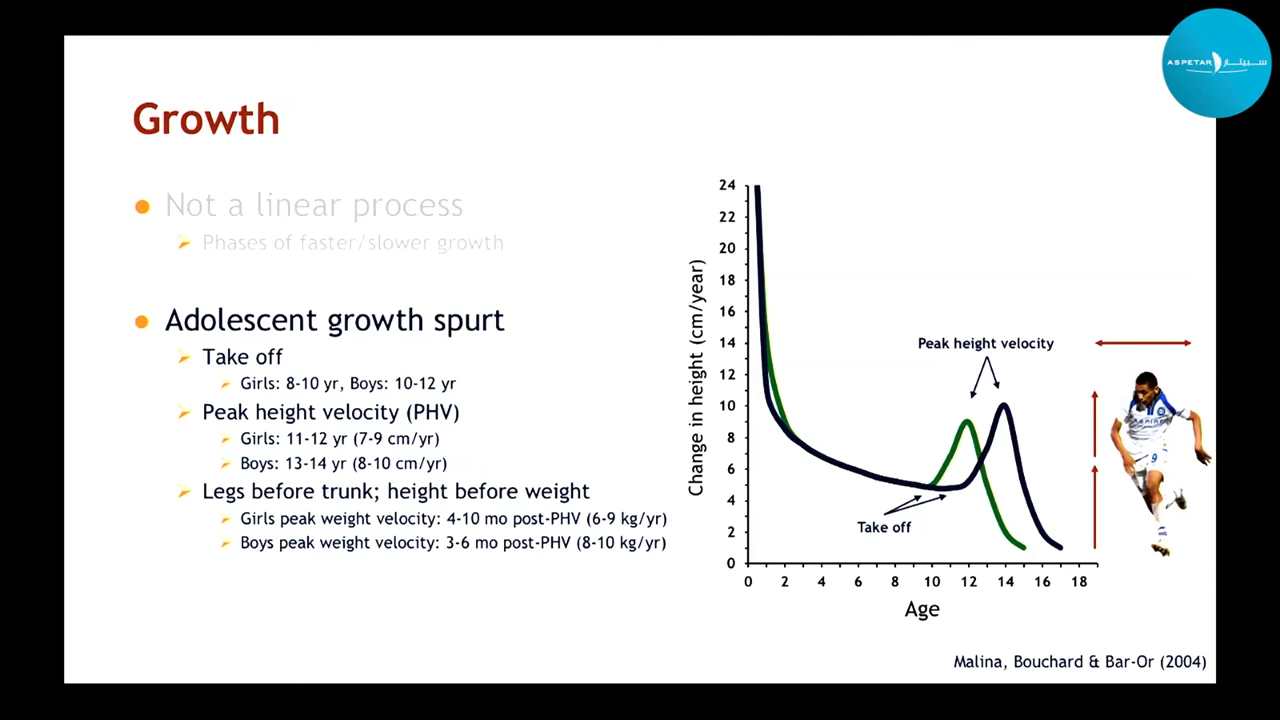 ASPETAR سبيتار
Growth
Not a linear process
Phases of faster/slower growth
Adolescent growth spurt
Take off
Girls: 8-10 yr, Boys: 10-12 yr
Peak height velocity (PHV)
Girls: 11-12 yr (7-9 cm/yr)
Boys: 13-14 yr (8-10 cm/yr)
Legs before trunk; height before weight
Girls peak weight velocity: 4-10 mo post-PHV (6-9 kg/yr)
Boys peak weight velocity: 3-6 mo post-PHV (8-10 kg/yr)
Change in height (cm/year)
24
22
20
18
16
14
12
10
8
6
4
2
0
Peak height velocity
Take off
0 2 4 6 8 10 12 14 16 18
Age
ASPIRE
9
Malina, Bouchard & Bar-Or (2004)